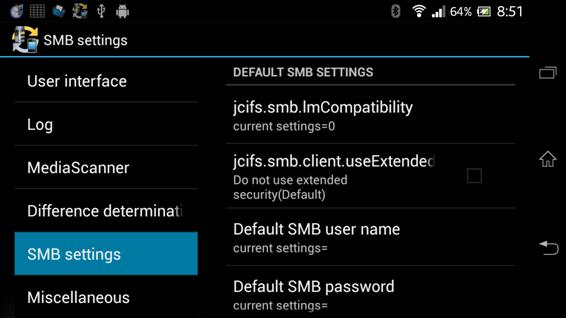 64% 8:51
SMB settings
User interface
Log
MediaScanner
Difference determinati
SMB settings
Miscellaneous
DEFAULT SMB SETTINGS
jcifs.smb.lmCompatibility
current settings=0
jcifs.smb.client.useExtended
Do not use extended
security(Default)
Default SMB user name
current settings=
Default SMB password
current settings=